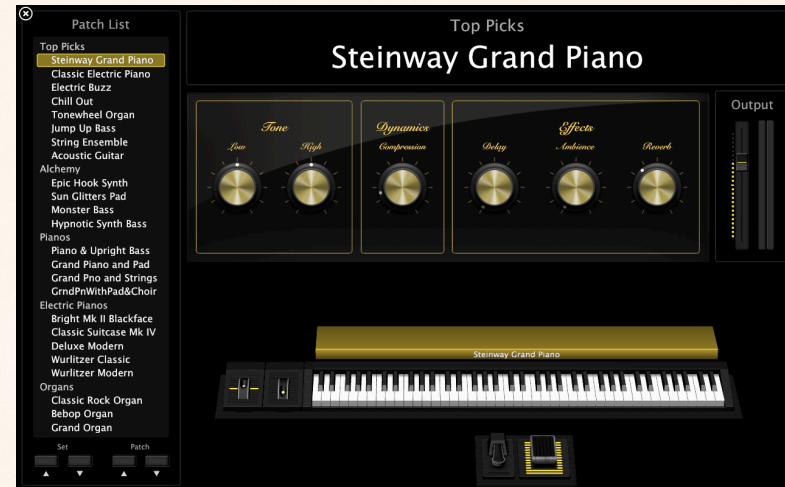 Patch List
Top Picks
Steinway Grand Piano
Classic Electric Piano
Electric Buzz
Chill Out
Tonewheel Organ
Jump Up Bass
String Ensemble
Acoustic Guitar
Alchemy
Epic Hook Synth
Sun Glitters Pad
Monster Bass
Hypnotic Synth Bass
Pianos
Piano & Upright Bass
Grand Piano and Pad
Grand Pno and Strings
GrndPnWithPad&Choir
Electric Pianos
Bright Mk II Blackface
Classic Suitcase Mk IV
Deluxe Modern
Wurlitzer Classic
Wurlitzer Modern
Organs
Classic Rock Organ
Bebop Organ
Grand Organ
Set Patch
Top Picks
Steinway Grand Piano
Tone
Low High
Dynamics
Compression
Effects
Delay Ambience Reverb
Output
Steinway Grand Piano